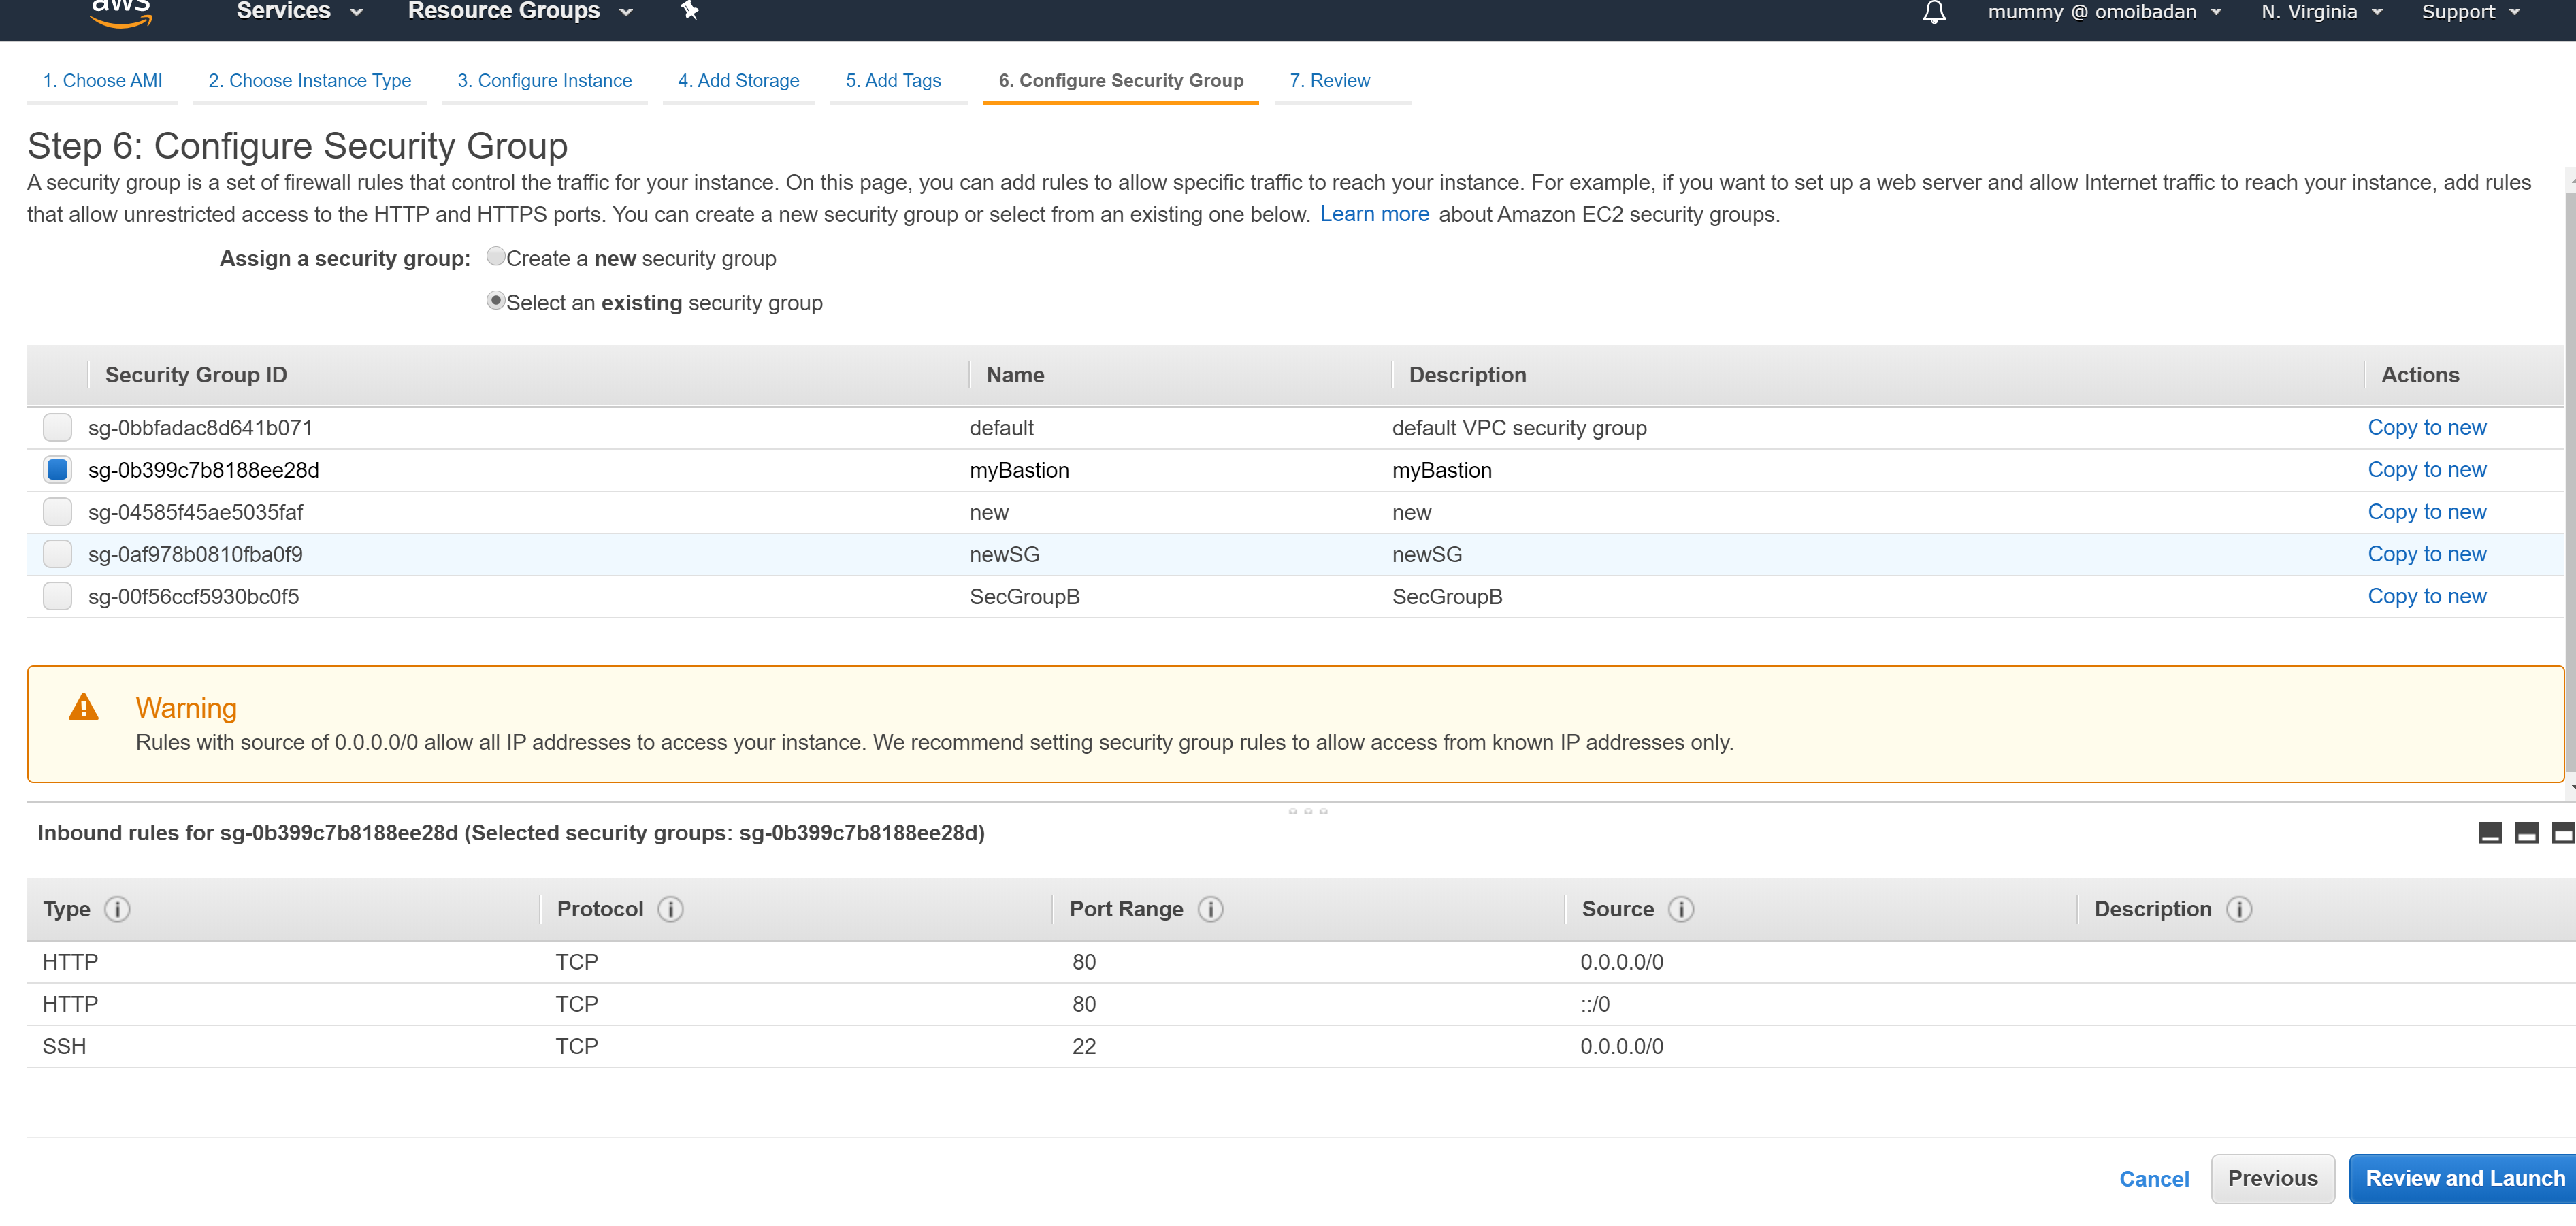 aws Services Resource Groups mummy @ omoibadan N. Virginia Support
1. Choose AMI 2. Choose Instance Type 3. Configure Instance 4. Add Storage 5. Add Tags 6. Configure Security Group 7. Review
Step 6: Configure Security Group
A security group is a set of firewall rules that control the traffic for your instance. On this page, you can add rules to allow specific traffic to reach your instance. For example, if you want to set up a web server and allow Internet traffic to reach your instance, add rules
that allow unrestricted access to the HTTP and HTTPS ports. You can create a new security group or select from an existing one below. Learn more about Amazon EC2 security groups.
Assign a security group: Create a new security group
Select an existing security group
Security Group ID Name Description Actions
sg-0bbfadac8d641b071 default default VPC security group Copy to new
sg-0b399c7b8188ee28d myBastion myBastion Copy to new
sg-04585f45ae5035faf new new Copy to new
sg-0af978b0810fba0f9 newSG newSG Copy to new
sg-00f56ccf5930bc0f5 SecGroupB SecGroupB Copy to new
Warning
Rules with source of 0.0.0.0/0 allow all IP addresses to access your instance. We recommend setting security group rules to allow access from known IP addresses only.
Inbound rules for sg-0b399c7b8188ee28d (Selected security groups: sg-0b399c7b8188ee28d)
Type Protocol Port Range Source Description
HTTP TCP 80 0.0.0.0/0
HTTP TCP 80 ::/0
SSH TCP 22 0.0.0.0/0
Cancel Previous Review and Launch